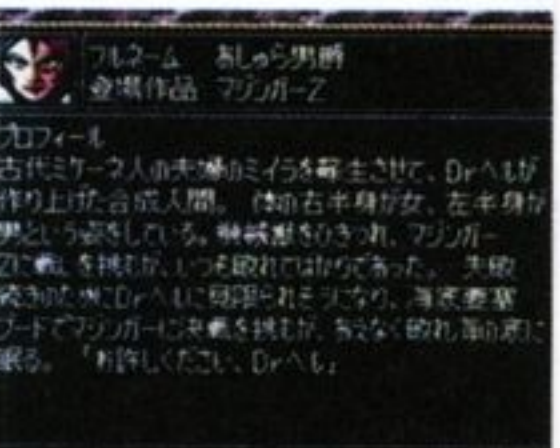 フルネーム　あしゅら男爵
登場作品　マジンガーZ
プロフィール
古代ミケーネ人の夫婦のミイラを転生させて、Drヘルが
作り上げた合成人間。　体の右半身が女、左半身が
男という姿をしている。機械獣をひきつれ、マジンガー
Zに戦いを挑むが、いつも敗れてばかりであった。　失敗
続きのためにDrヘルに見限られそうになり、海底要塞
ブードでマジンガーに決戦を挑むが、あえなく敗れ海の底に
眠る。　「お許しください、Drヘル」